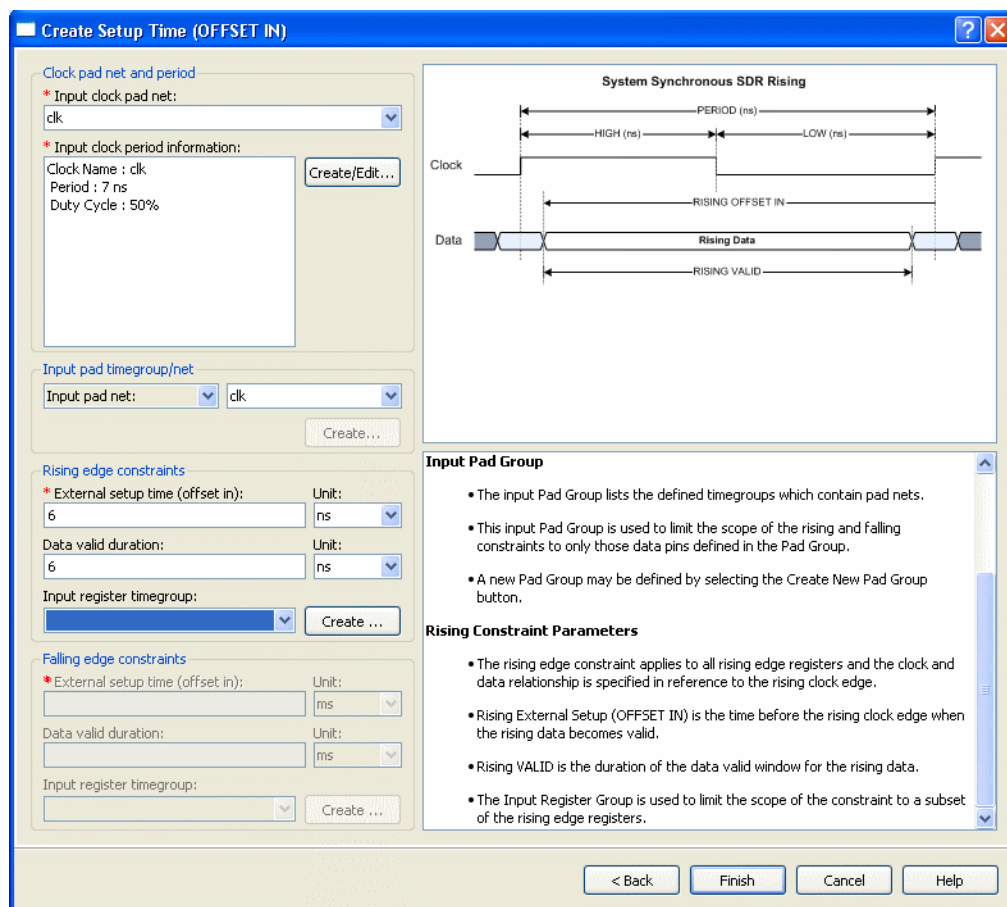 Create Setup Time (OFFSET IN)
Clock pad net and period
* Input clock pad net:
clk
* Input clock period information:
Clock Name : clk
Period : 7 ns
Duty Cycle : 50%
Create/Edit...
Input pad timegroup/net
Input pad net:
clk
Create...
Rising edge constraints
* External setup time (offset in):
Unit:
6
ns
Data valid duration:
Unit:
6
ns
Input register timegroup:
Create ...
Falling edge constraints
* External setup time (offset in):
Unit:
ms
Data valid duration:
Unit:
ms
Input register timegroup:
Create ...
System Synchronous SDR Rising
PERIOD (ns)
HIGH (ns)
LOW (ns)
Clock
RISING OFFSET IN
Data
Rising Data
RISING VALID
Input Pad Group
• The input Pad Group lists the defined timegroups which contain pad nets.
• This input Pad Group is used to limit the scope of the rising and falling
constraints to only those data pins defined in the Pad Group.
• A new Pad Group may be defined by selecting the Create New Pad Group
button.
Rising Constraint Parameters
• The rising edge constraint applies to all rising edge registers and the clock and
data relationship is specified in reference to the rising clock edge.
• Rising External Setup (OFFSET IN) is the time before the rising clock edge when
the rising data becomes valid.
• Rising VALID is the duration of the data valid window for the rising data.
• The Input Register Group is used to limit the scope of the constraint to a subset
of the rising edge registers.
< Back
Finish
Cancel
Help